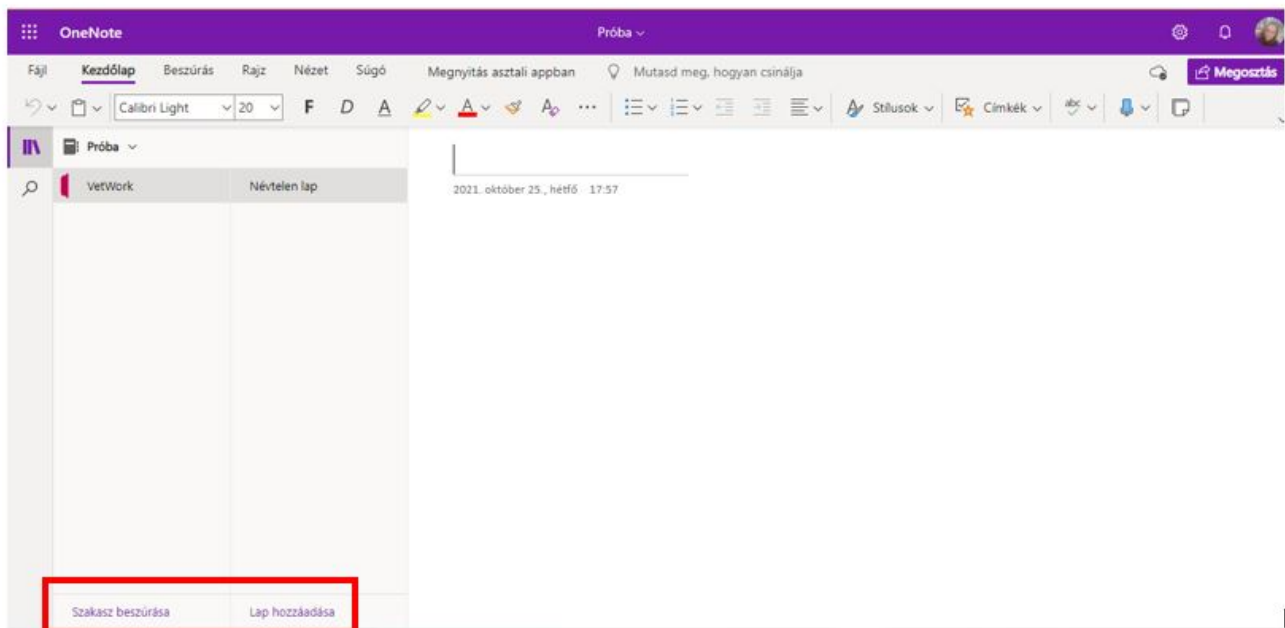 OneNote
Próba
Fájl Kezdőlap Beszúrás Rajz Nézet Súgó Megnyitás asztali appban Mutasd meg, hogyan csinálja Megosztás
Calibri Light 20 F D A A A Stílusok Címkék abc
Próba
VetWork Névtelen lap
2021. október 25., hétfő 17:57
Szakasz beszúrása Lap hozzáadása